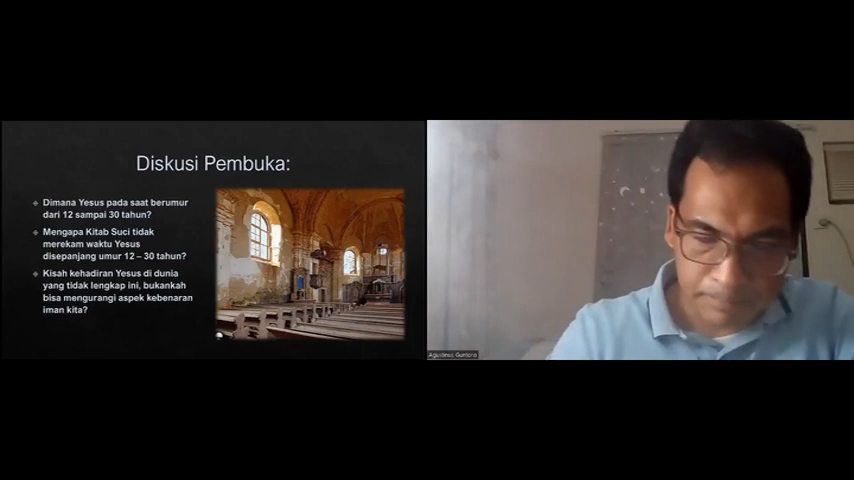 Diskusi Pembuka:
Dimana Yesus pada saat berumur
dari 12 sampai 30 tahun?
Mengapa Kitab Suci tidak
merekam waktu Yesus
disepanjang umur 12 – 30 tahun?
Kisah kehadiran Yesus di dunia
yang tidak lengkap ini, bukankah
bisa mengurangi aspek kebenaran
iman kita?
Agustinus Guntoro